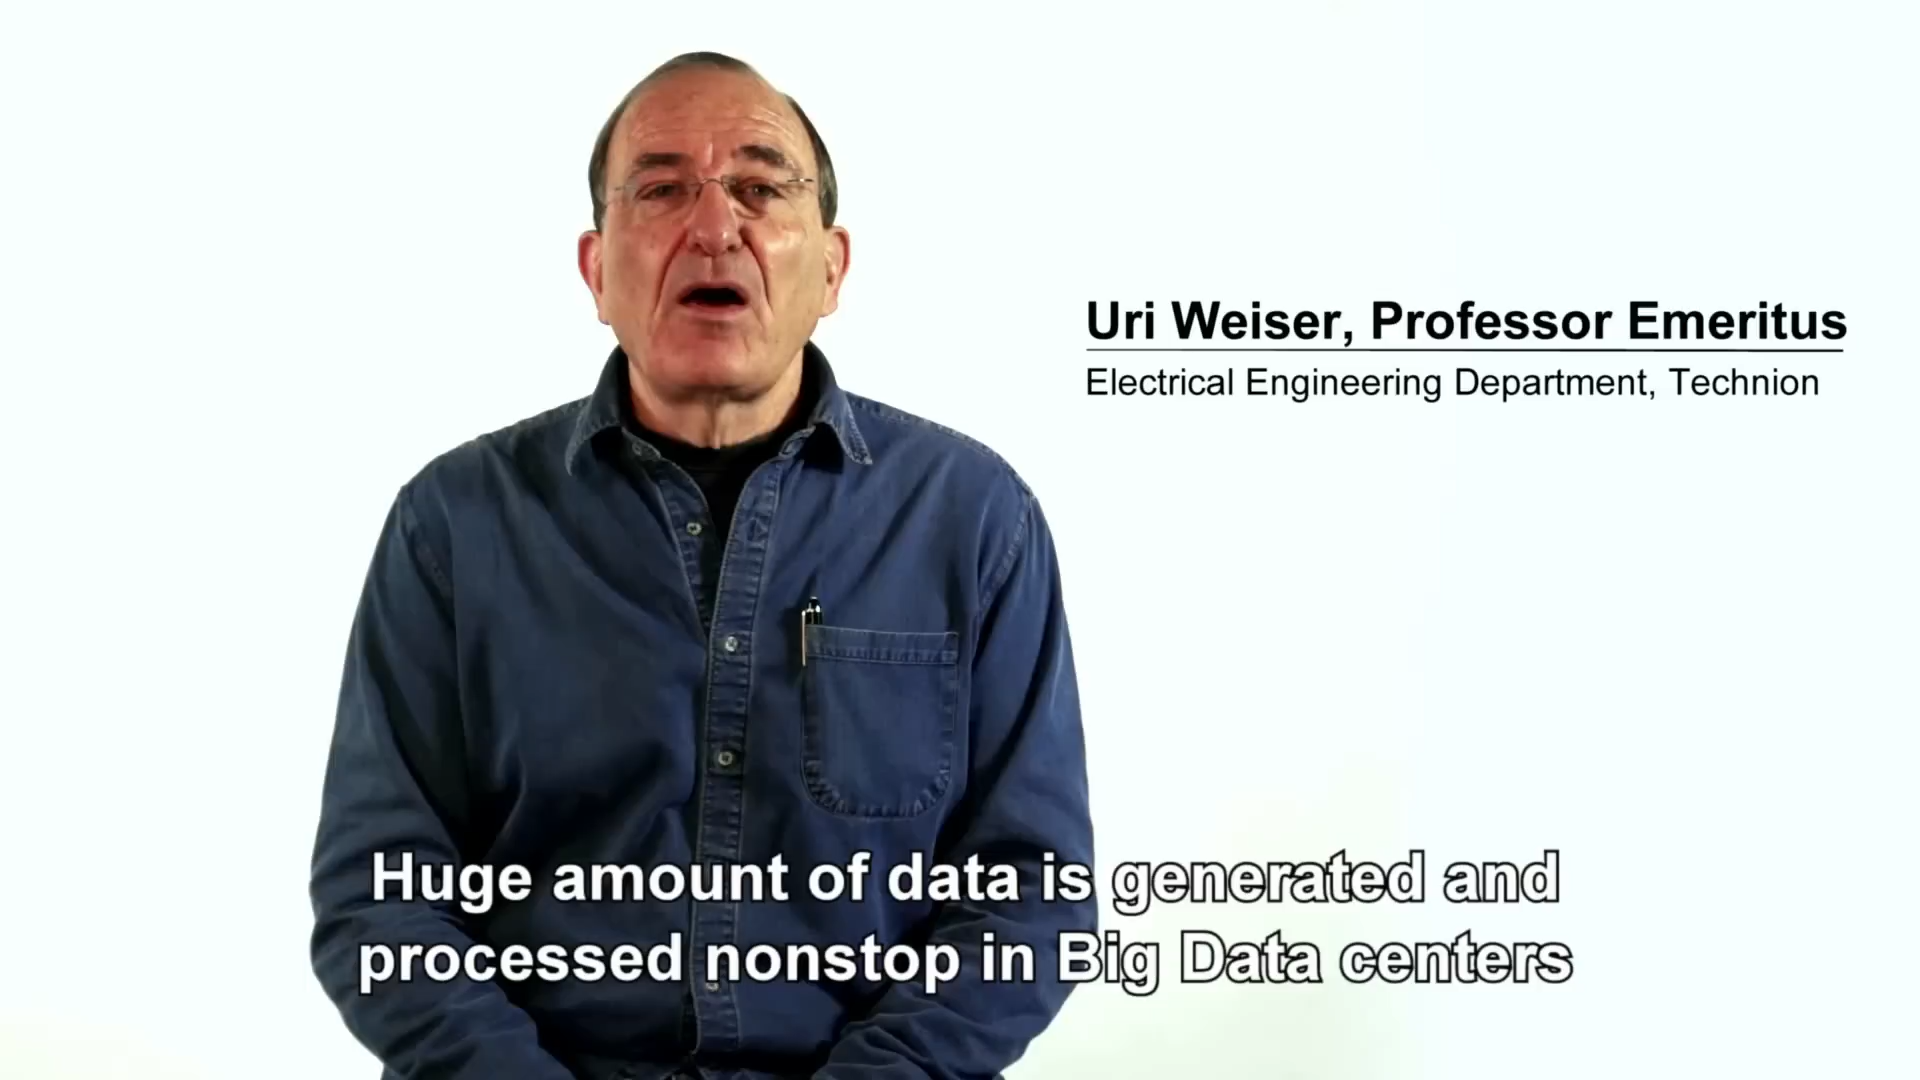 Uri Weiser, Professor Emeritus
Electrical Engineering Department, Technion
Huge amount of data is generated and
processed nonstop in Big Data centers